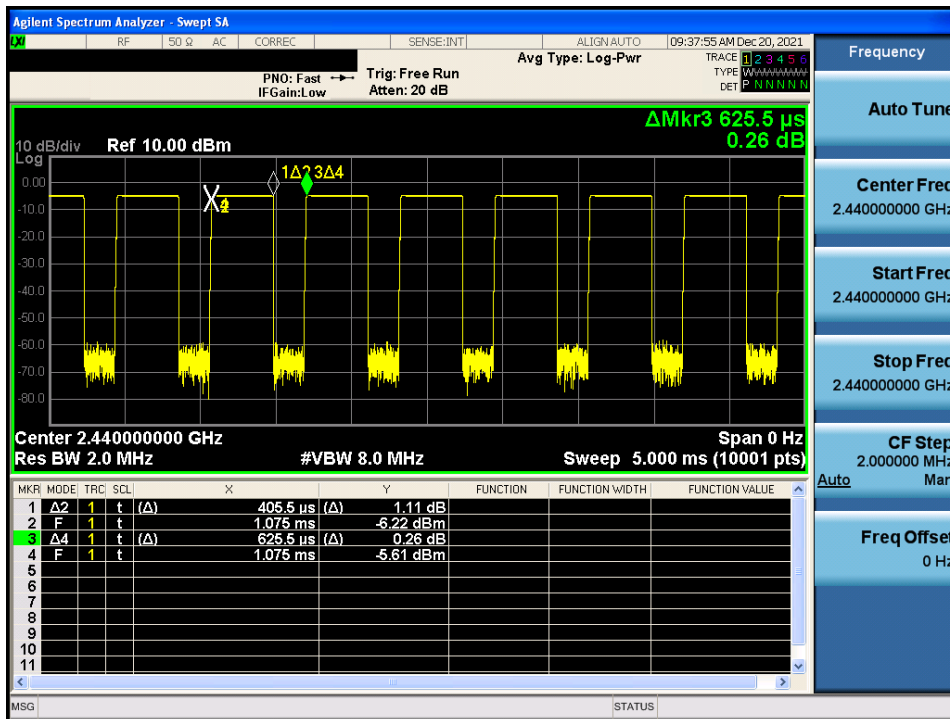 Agilent Spectrum Analyzer - Swept SA
LXI RF 50 Ω AC CORREC SENSE:INT ALIGN AUTO 09:37:55 AM Dec 20, 2021
PNO: Fast
IFGain:Low
Trig: Free Run
Atten: 20 dB
Avg Type: Log-Pwr
TRACE 1 2 3 4 5 6
TYPE WWWWWWW
DET P N N N N N
ΔMkr3 625.5 µs
0.26 dB
10 dB/div Ref 10.00 dBm
Log
0.00
-10.0
-20.0
-30.0
-40.0
-50.0
-60.0
-70.0
-80.0
1Δ2 3Δ4
Center 2.440000000 GHz Span 0 Hz
Res BW 2.0 MHz #VBW 8.0 MHz Sweep 5.000 ms (10001 pts)
MKR MODE TRC SCL X Y FUNCTION FUNCTION WIDTH FUNCTION VALUE
1 Δ2 1 t (Δ) 405.5 µs (Δ) 1.11 dB
2 F 1 t 1.075 ms -6.22 dBm
3 Δ4 1 t (Δ) 625.5 µs (Δ) 0.26 dB
4 F 1 t 1.075 ms -5.61 dBm
5
6
7
8
9
10
11
MSG STATUS
Frequency
Auto Tune
Center Freq
2.440000000 GHz
Start Freq
2.440000000 GHz
Stop Freq
2.440000000 GHz
CF Step
2.000000 MHz
Auto Man
Freq Offset
0 Hz